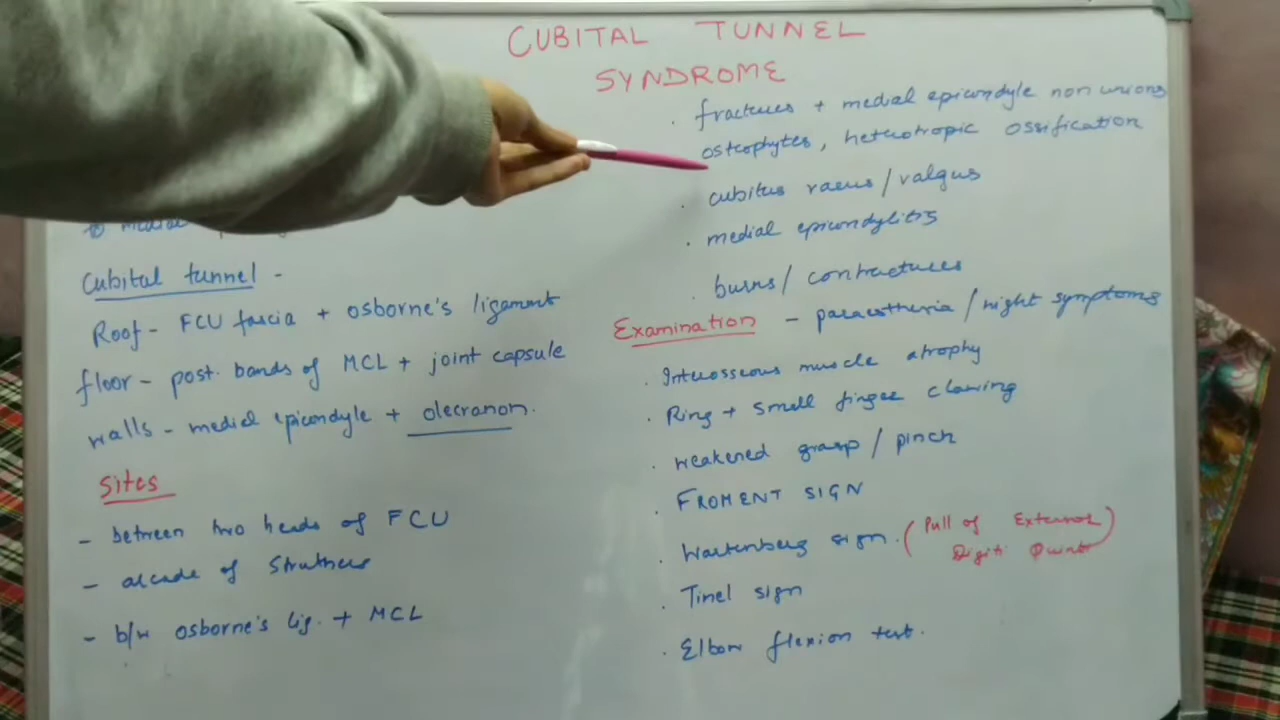 CUBITAL TUNNEL
SYNDROME
Cubital tunnel -
Roof - FCU fascia + osborne's ligament
floor - post. bands of MCL + joint capsule
walls - medial epicondyle + olecranon.
Sites
- between two heads of FCU
- arcade of Struthers
- b/w osborne's lig. + MCL
. fractures + medial epicondyle non unions
osteophytes, heterotropic ossification
. cubitus varus/valgus
. medial epicondylitis
. burns/ contractures
Examination - paraesthesia/night symptoms
. Interosseous muscle atrophy
. Ring + small finger clawing
. weakened grasp / pinch
. FROMENT SIGN
. Wartenberg sign. (Pull of Extensor
Digiti Quinti)
. Tinel sign
. Elbow flexion test.